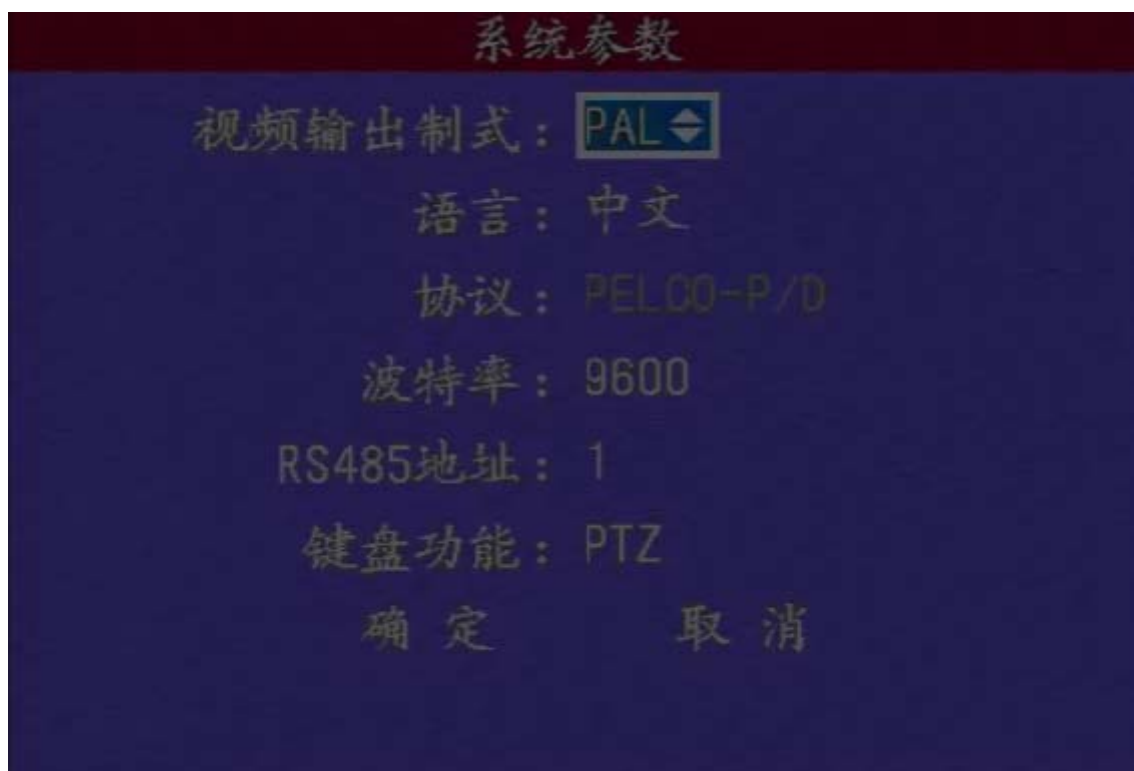 系统参数
视频输出制式：PAL
语言：中文
协议：PELCO-P/D
波特率：9600
RS485地址：1
键盘功能：PTZ
确 定 取 消